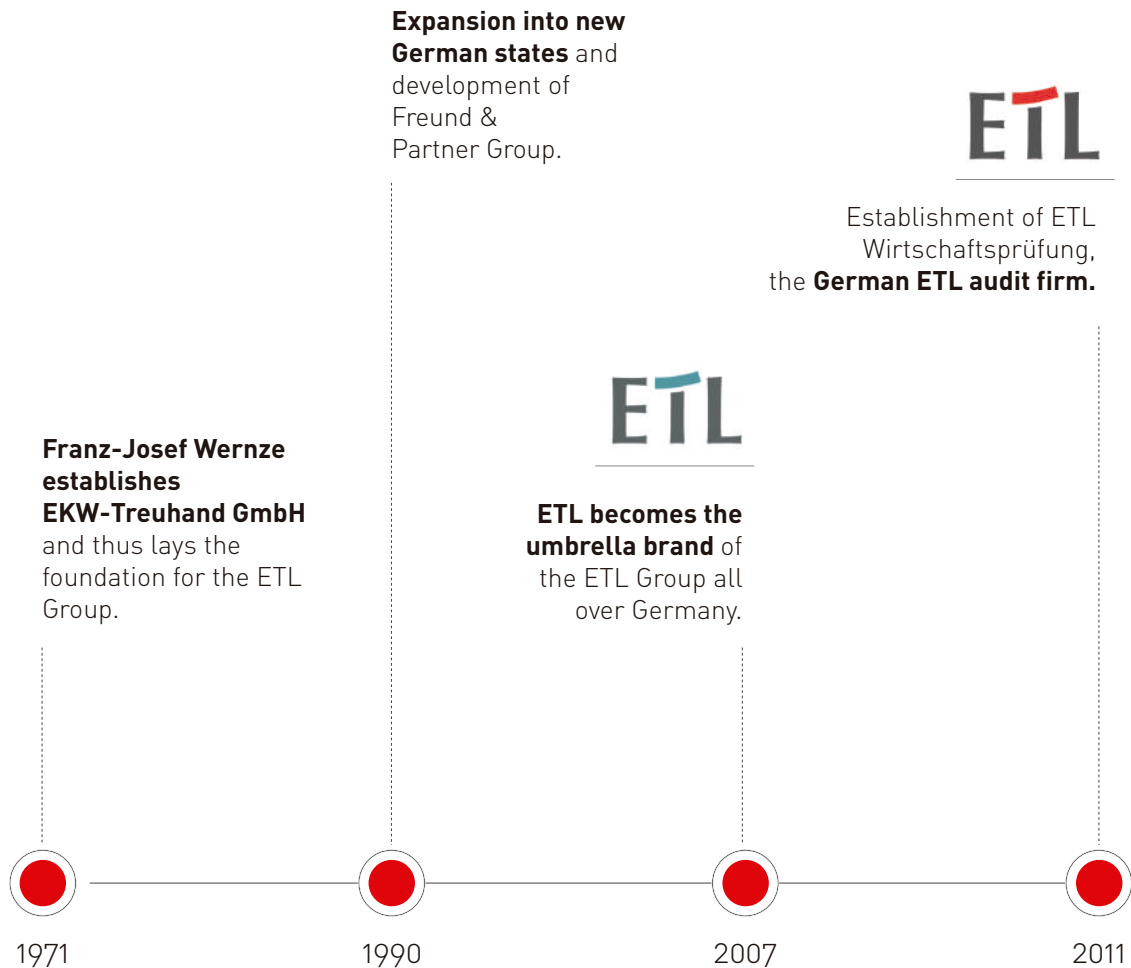 Expansion into new
German states and
development of
Freund &
Partner Group.
ETL
Establishment of ETL
Wirtschaftsprüfung,
the German ETL audit firm.
ETL
Franz-Josef Wernze
establishes
EKW-Treuhand GmbH
and thus lays the
foundation for the ETL
Group.
ETL becomes the
umbrella brand of
the ETL Group all
over Germany.
1971
1990
2007
2011